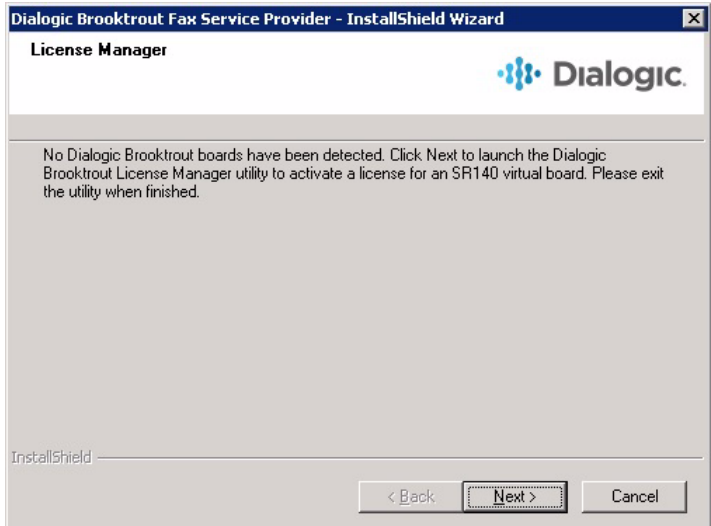 Dialogic Brooktrout Fax Service Provider - InstallShield Wizard
License Manager
Dialogic.
No Dialogic Brooktrout boards have been detected. Click Next to launch the Dialogic
Brooktrout License Manager utility to activate a license for an SR140 virtual board. Please exit
the utility when finished.
InstallShield
< Back
Next >
Cancel